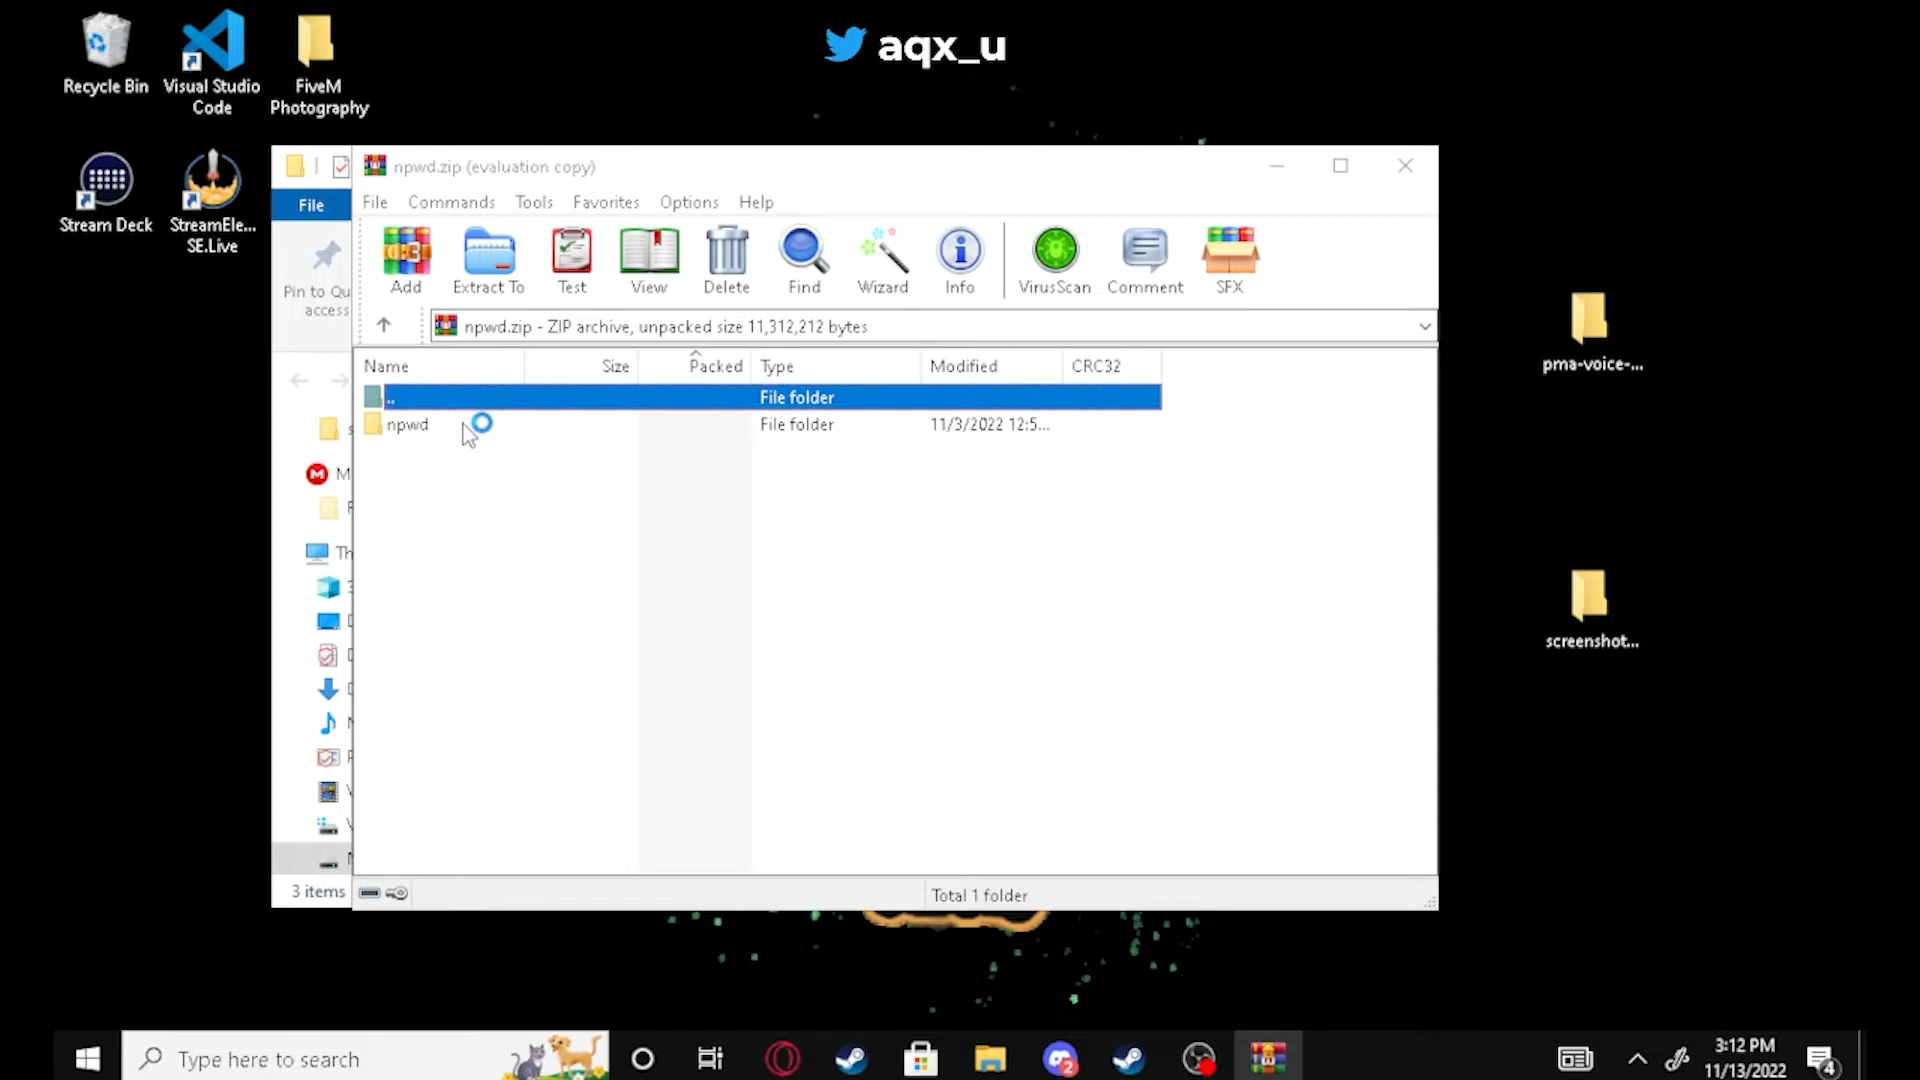 aqx_u
Recycle Bin
Visual Studio
Code
FiveM
Photography
Stream Deck
StreamEle...
SE.Live
File
Pin to Qu
access
3 items
npwd.zip (evaluation copy)
File Commands Tools Favorites Options Help
Add Extract To Test View Delete Find Wizard Info VirusScan Comment SFX
npwd.zip - ZIP archive, unpacked size 11,312,212 bytes
Name Size Packed Type Modified CRC32
.. File folder
npwd File folder 11/3/2022 12:5...
M
Th
Total 1 folder
pma-voice-...
screenshot...
Type here to search
2
3:12 PM
11/13/2022
4